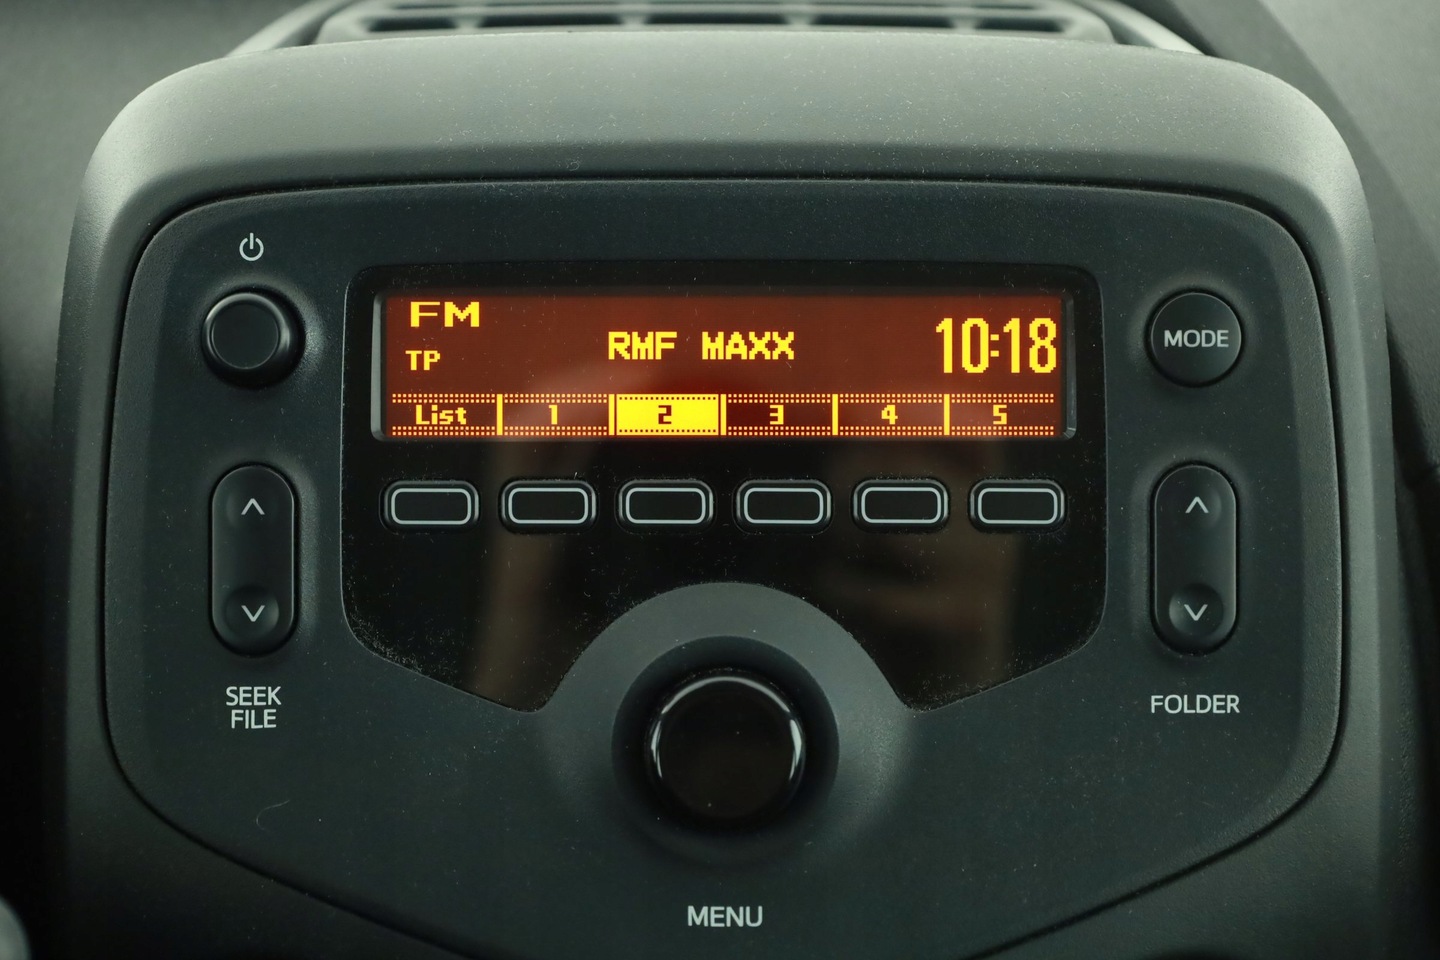 FM
TP
RMF MAXX
10:18
List 1 2 3 4 5
MODE
SEEK
FILE
FOLDER
MENU